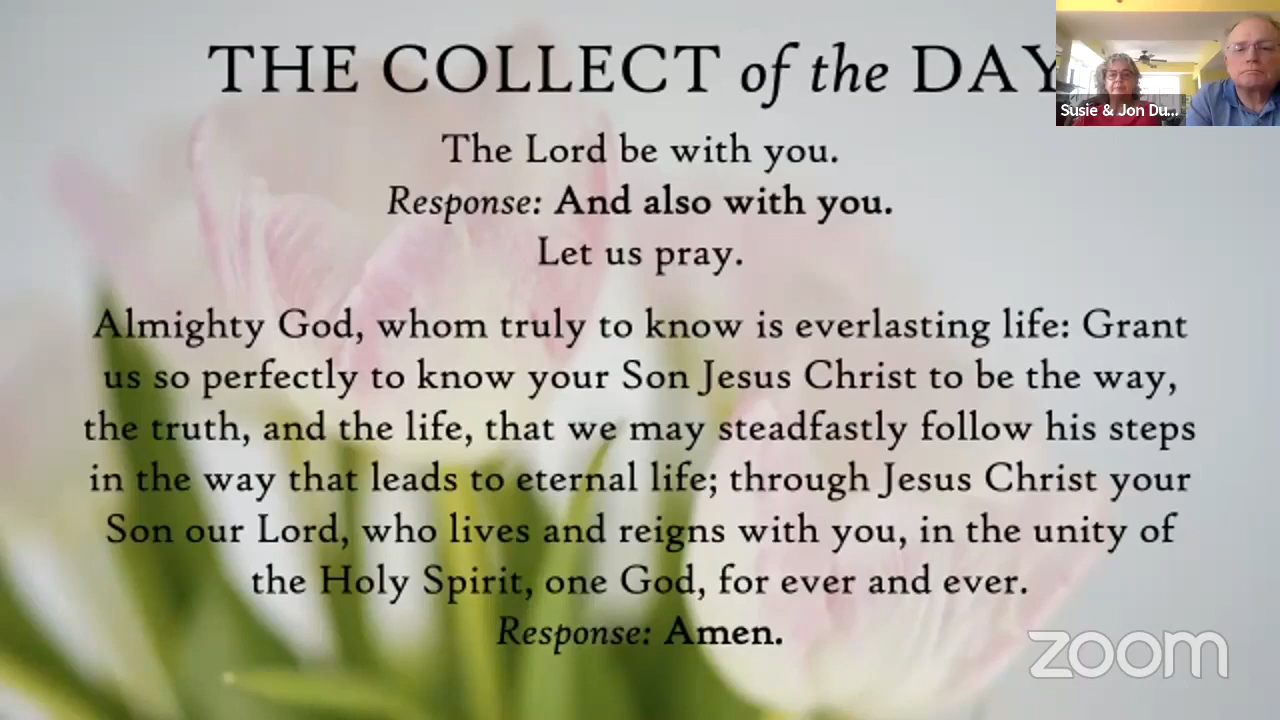 THE COLLECT of the DAY
Susie & Jon Du...
The Lord be with you.
Response: And also with you.
Let us pray.
Almighty God, whom truly to know is everlasting life: Grant
us so perfectly to know your Son Jesus Christ to be the way,
the truth, and the life, that we may steadfastly follow his steps
in the way that leads to eternal life; through Jesus Christ your
Son our Lord, who lives and reigns with you, in the unity of
the Holy Spirit, one God, for ever and ever.
Response: Amen.
zoom